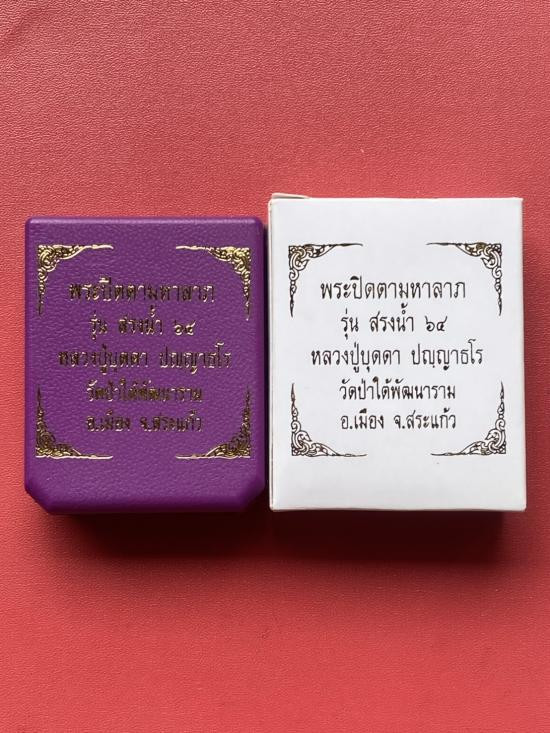 พระปิดตามหาลาภ
รุ่น สรงน้ำ ๖๔
หลวงปู่บุดดา ปญฺญาธโร
วัดป่าใต้พัฒนาราม
อ.เมือง จ.สระแก้ว
พระปิดตามหาลาภ
รุ่น สรงน้ำ ๖๔
หลวงปู่บุดดา ปญฺญาธโร
วัดป่าใต้พัฒนาราม
อ.เมือง จ.สระแก้ว